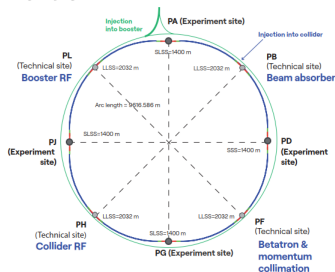 Injection
into booster
PA (Experiment site)
Injection into collider
SLSS=1400 m
PL
(Technical site)
Booster RF
PB
(Technical site)
Beam absorber
LLSS=2032 m
LLSS=2032 m
Arc length = 9616.586 m
SLSS=1400 m
SSS=1400 m
PJ
(Experiment
site)
PD
(Experiment
site)
LLSS=2032 m
LLSS=2032 m
PH
(Technical site)
Collider RF
PF
(Technical site)
Betatron &
momentum
collimation
SLSS=1400 m
PG (Experiment site)